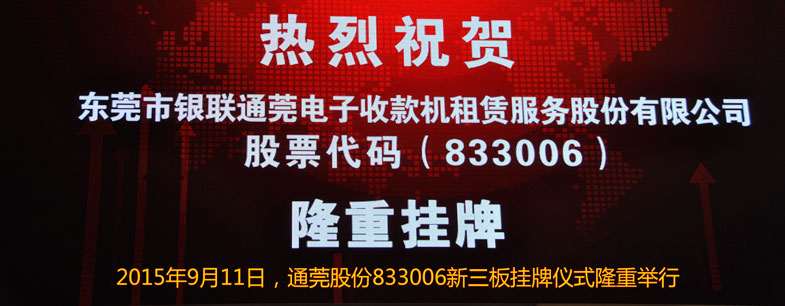 热烈祝贺
东莞市银联通莞电子收款机租赁服务股份有限公司
股票代码（833006）
隆重挂牌
2015年9月11日，通莞股份833006新三板挂牌仪式隆重举行